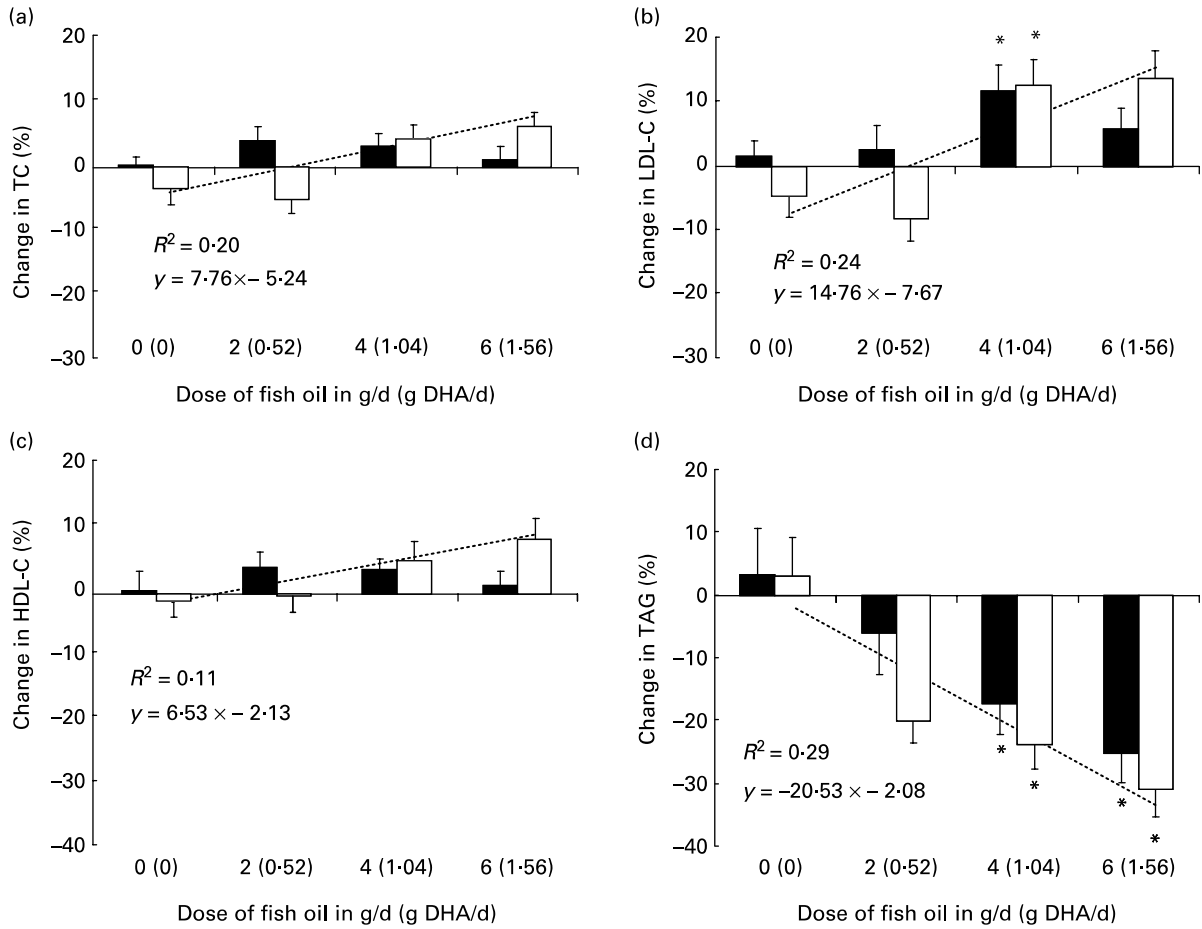 (a)
20
10
0
−10
−20
−30
Change in TC (%)
R² = 0·20
y = 7·76×− 5·24
0 (0) 2 (0·52) 4 (1·04) 6 (1·56)
Dose of fish oil in g/d (g DHA/d)
(b)
20
10
0
−10
−20
−30
Change in LDL-C (%)
* *
R² = 0·24
y = 14·76 ×− 7·67
0 (0) 2 (0·52) 4 (1·04) 6 (1·56)
Dose of fish oil in g/d (g DHA/d)
(c)
20
10
0
−10
−20
−30
−40
Change in HDL-C (%)
R² = 0·11
y = 6·53 ×− 2·13
0 (0) 2 (0·52) 4 (1·04) 6 (1·56)
Dose of fish oil in g/d (g DHA/d)
(d)
20
10
0
−10
−20
−30
−40
Change in TAG (%)
R² = 0·29
y = −20·53 ×− 2·08
* * * *
0 (0) 2 (0·52) 4 (1·04) 6 (1·56)
Dose of fish oil in g/d (g DHA/d)